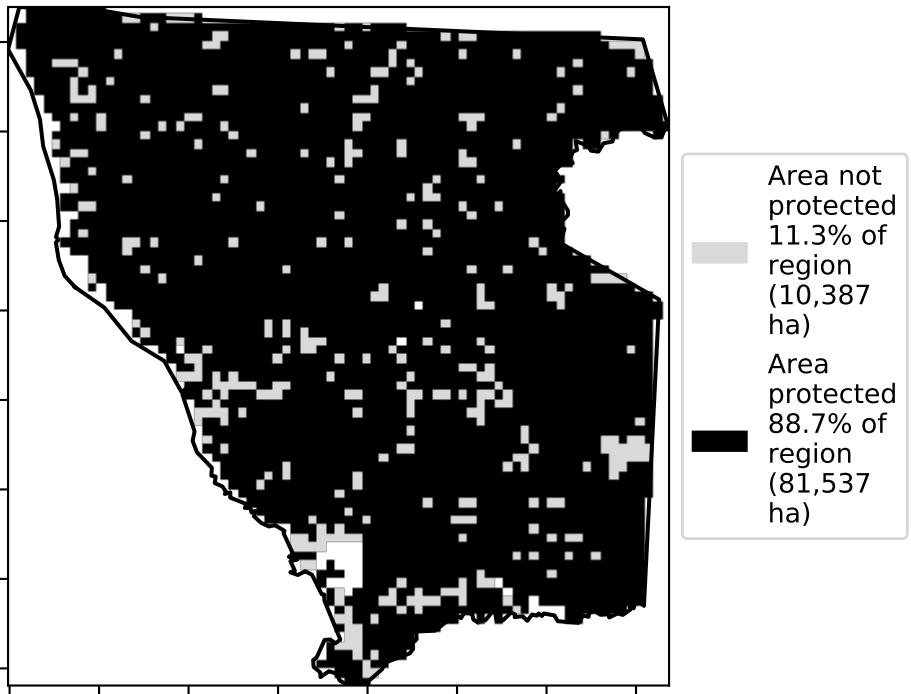 Area not
protected
11.3% of
region
(10,387
ha)
Area
protected
88.7% of
region
(81,537
ha)